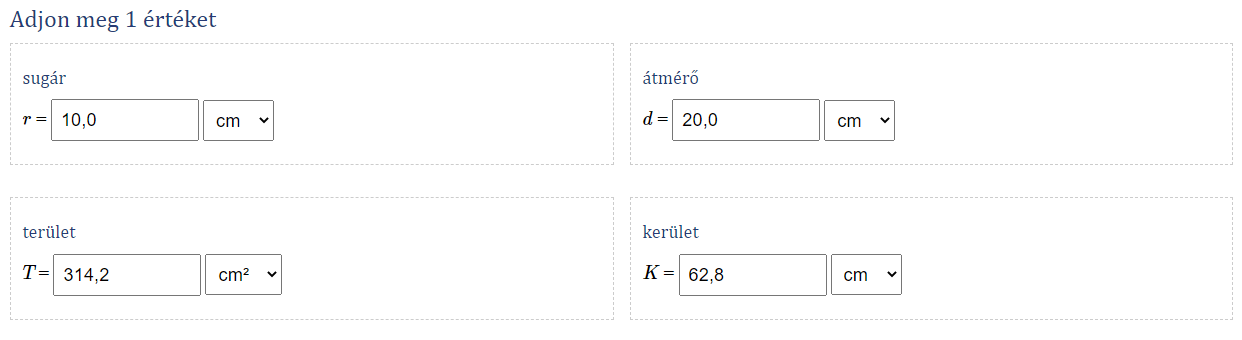 Adjon meg 1 értéket
sugár
r = 10,0 cm
átmérő
d = 20,0 cm
terület
T = 314,2 cm²
kerület
K = 62,8 cm